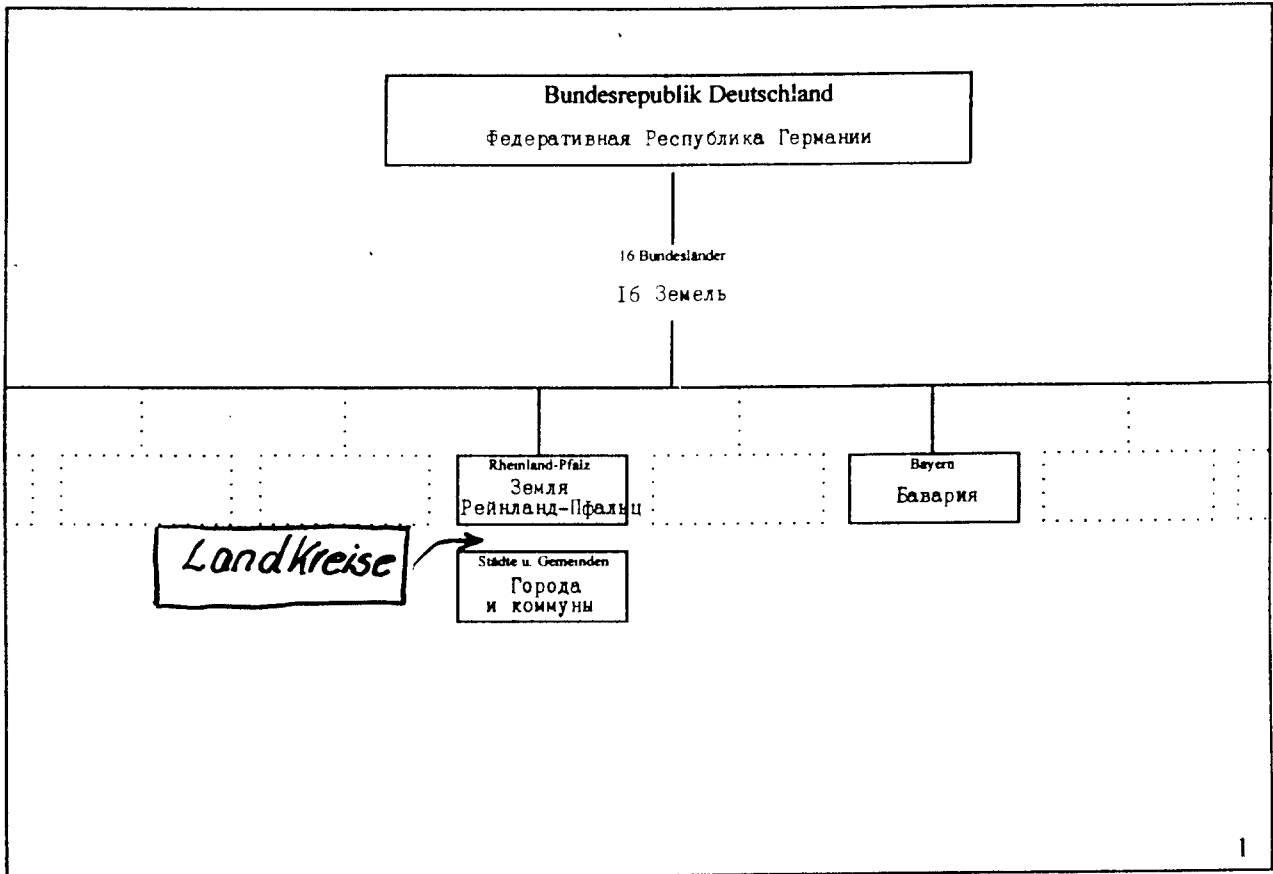 Bundesrepublik Deutschland
Федеративная Республика Германии
16 Bundesländer
I6 Земель
Rheinland-Pfalz
Земля
Рейнланд-Пфальц
Bayern
Бавария
Landkreise
Städte u. Gemeinden
Города
и коммуны
1